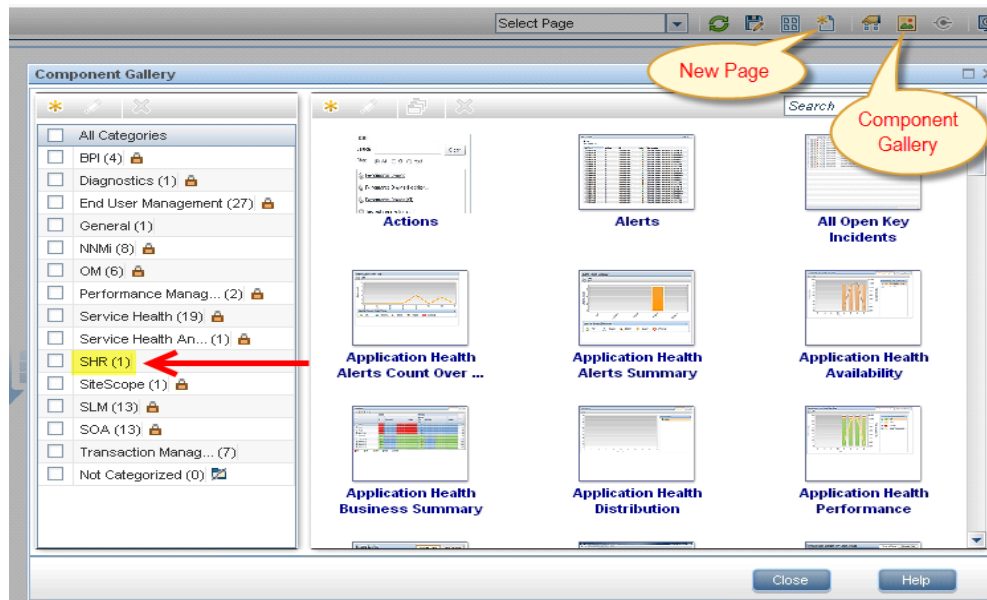 Select Page
New Page
Component Gallery
Component
Gallery
Search
All Categories
BPI (4)
Diagnostics (1)
End User Management (27)
General (1)
NNMi (8)
OM (6)
Performance Manag... (2)
Service Health (19)
Service Health An... (1)
SHR (1)
SiteScope (1)
SLM (13)
SOA (13)
Transaction Manag... (7)
Not Categorized (0)
Actions
Alerts
All Open Key
Incidents
Application Health
Alerts Count Over ...
Application Health
Alerts Summary
Application Health
Availability
Application Health
Business Summary
Application Health
Distribution
Application Health
Performance
Close
Help